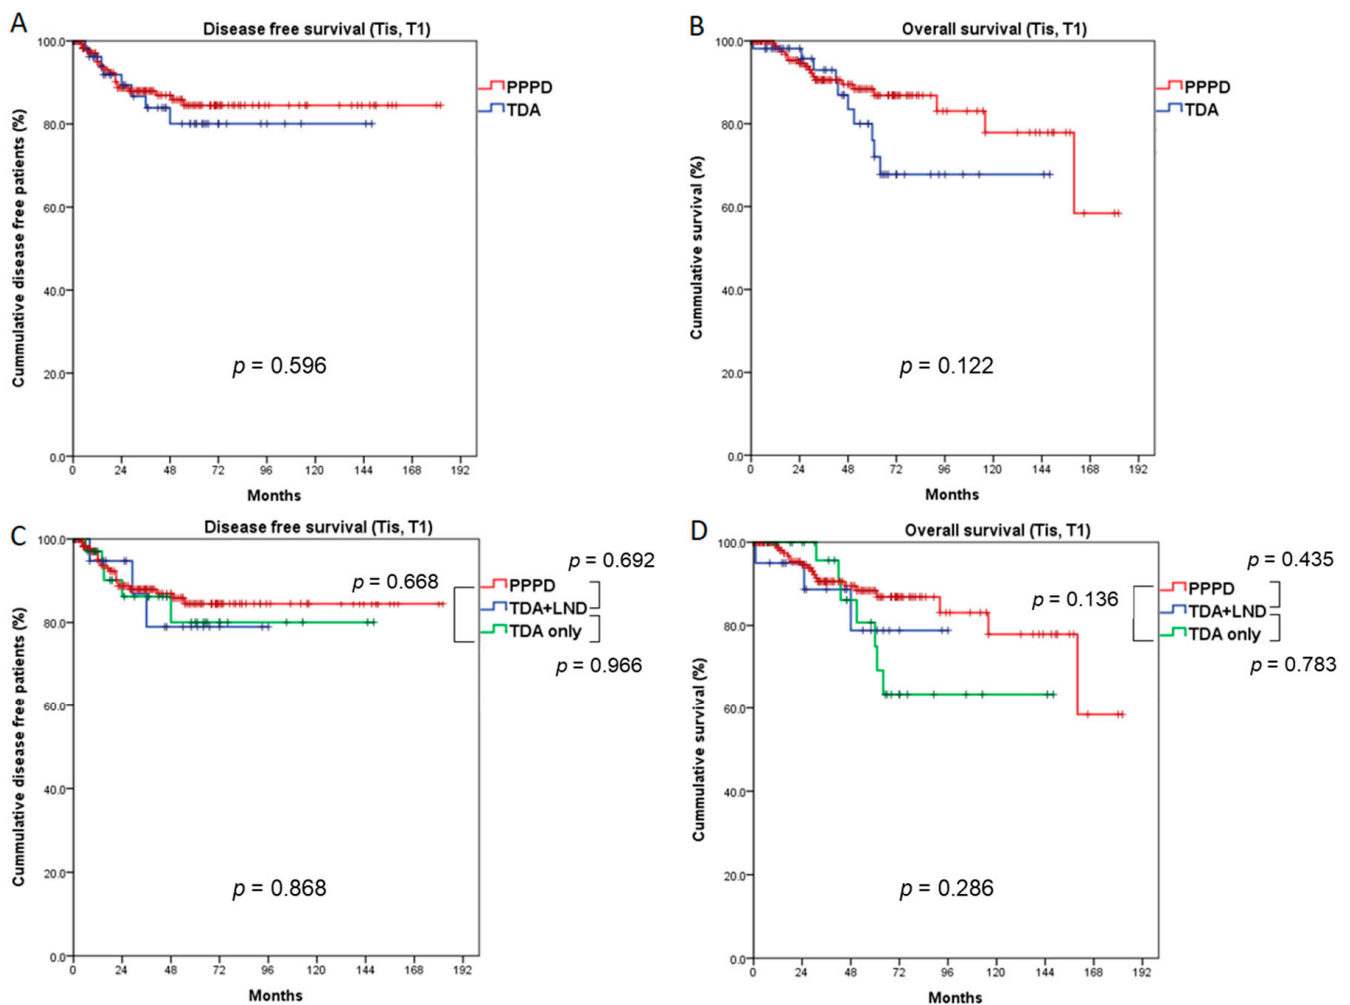 A
Disease free survival (Tis, T1)
Cummulative disease free patients (%)
100.0
80.0
60.0
40.0
20.0
0.0
PPPD
TDA
p = 0.596
0 24 48 72 96 120 144 168 192
Months
B
Overall survival (Tis, T1)
Cummulative survival (%)
100.0
80.0
60.0
40.0
20.0
0.0
PPPD
TDA
p = 0.122
0 24 48 72 96 120 144 168 192
Months
C
Disease free survival (Tis, T1)
Cummulative disease free patients (%)
100.0
80.0
60.0
40.0
20.0
0.0
p = 0.692
p = 0.668
PPPD
TDA+LND
TDA only
p = 0.966
p = 0.868
0 24 48 72 96 120 144 168 192
Months
D
Overall survival (Tis, T1)
Cummulative survival (%)
100.0
80.0
60.0
40.0
20.0
0.0
p = 0.435
p = 0.136
PPPD
TDA+LND
TDA only
p = 0.783
p = 0.286
0 24 48 72 96 120 144 168 192
Months